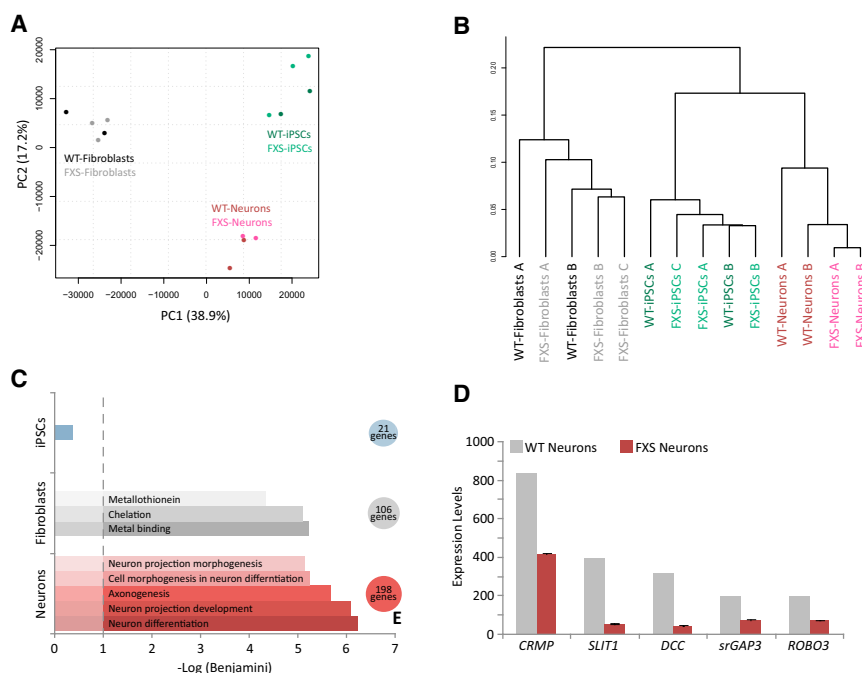 A
20000
10000
0
−10000
−20000
PC2 (17.2%)
WT-Fibroblasts
FXS-Fibroblasts
WT-iPSCs
FXS-iPSCs
WT-Neurons
FXS-Neurons
−30000 −20000 −10000 0 10000 20000
PC1 (38.9%)
B
0.20
0.15
0.10
0.05
0.00
WT-Fibroblasts A
FXS-Fibroblasts A
WT-Fibroblasts B
FXS-Fibroblasts B
FXS-Fibroblasts C
WT-iPSCs A
FXS-iPSCs C
FXS-iPSCs A
WT-iPSCs B
FXS-iPSCs B
WT-Neurons A
WT-Neurons B
FXS-Neurons A
FXS-Neurons B
C
iPSCs
21
genes
Fibroblasts
Metallothionein
Chelation
Metal binding
106
genes
Neurons
Neuron projection morphogenesis
Cell morphogenesis in neuron differntiation
Axonogenesis
Neuron projection development
Neuron differentiation
198
genes
E
0 1 2 3 4 5 6 7
-Log (Benjamini)
D
WT Neurons FXS Neurons
1000
800
600
400
200
0
Expression Levels
CRMP SLIT1 DCC srGAP3 ROBO3